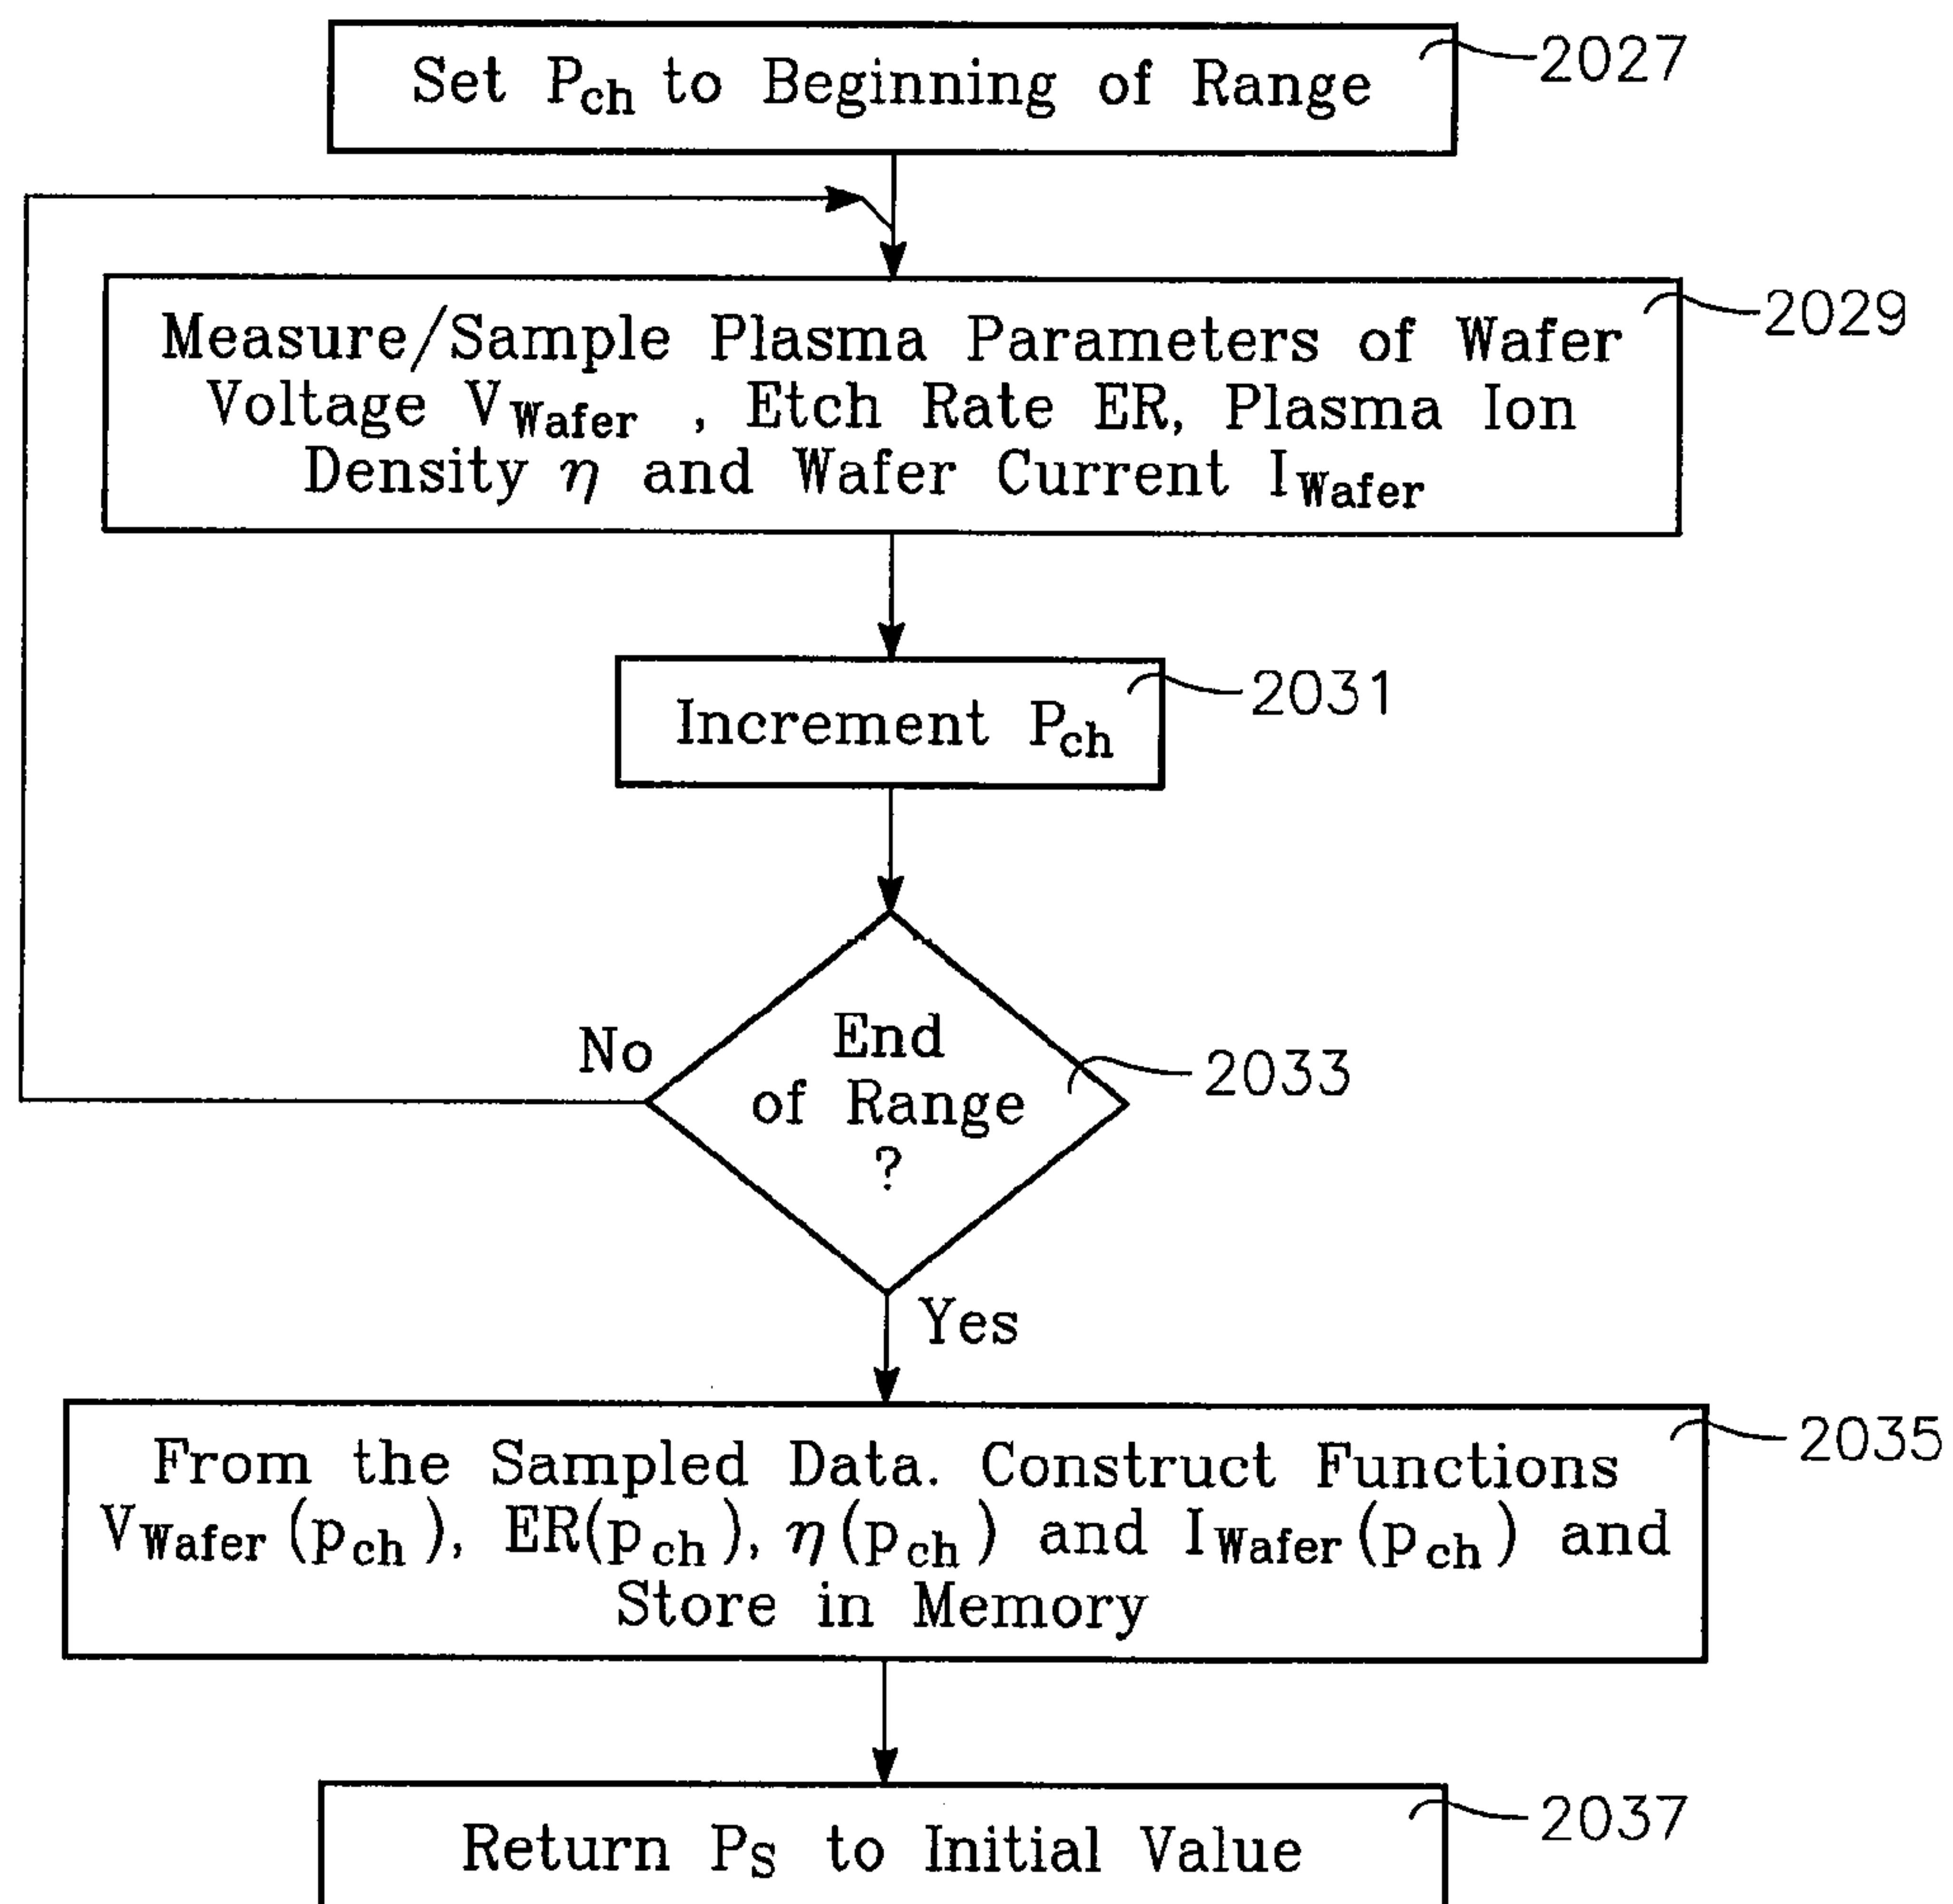 Set Pch to Beginning of Range
2027
Measure/Sample Plasma Parameters of Wafer
Voltage VWafer , Etch Rate ER, Plasma Ion
Density η and Wafer Current IWafer
2029
Increment Pch
2031
End
of Range
?
2033
No
Yes
From the Sampled Data. Construct Functions
VWafer (pch), ER(pch), η(pch) and IWafer (pch) and
Store in Memory
2035
Return PS to Initial Value
2037